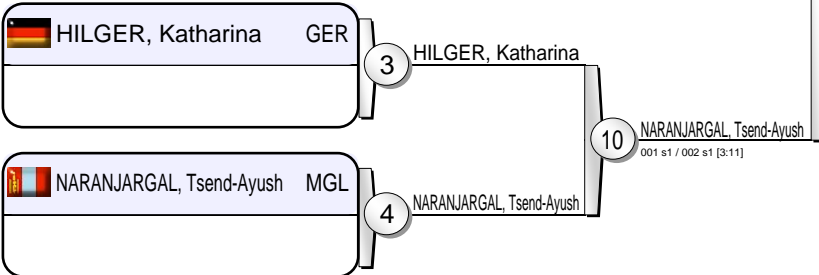 HILGER, Katharina GER
3
HILGER, Katharina
10
NARANJARGAL, Tsend-Ayush
001 s1 / 002 s1 [3:11]
NARANJARGAL, Tsend-Ayush MGL
4
NARANJARGAL, Tsend-Ayush